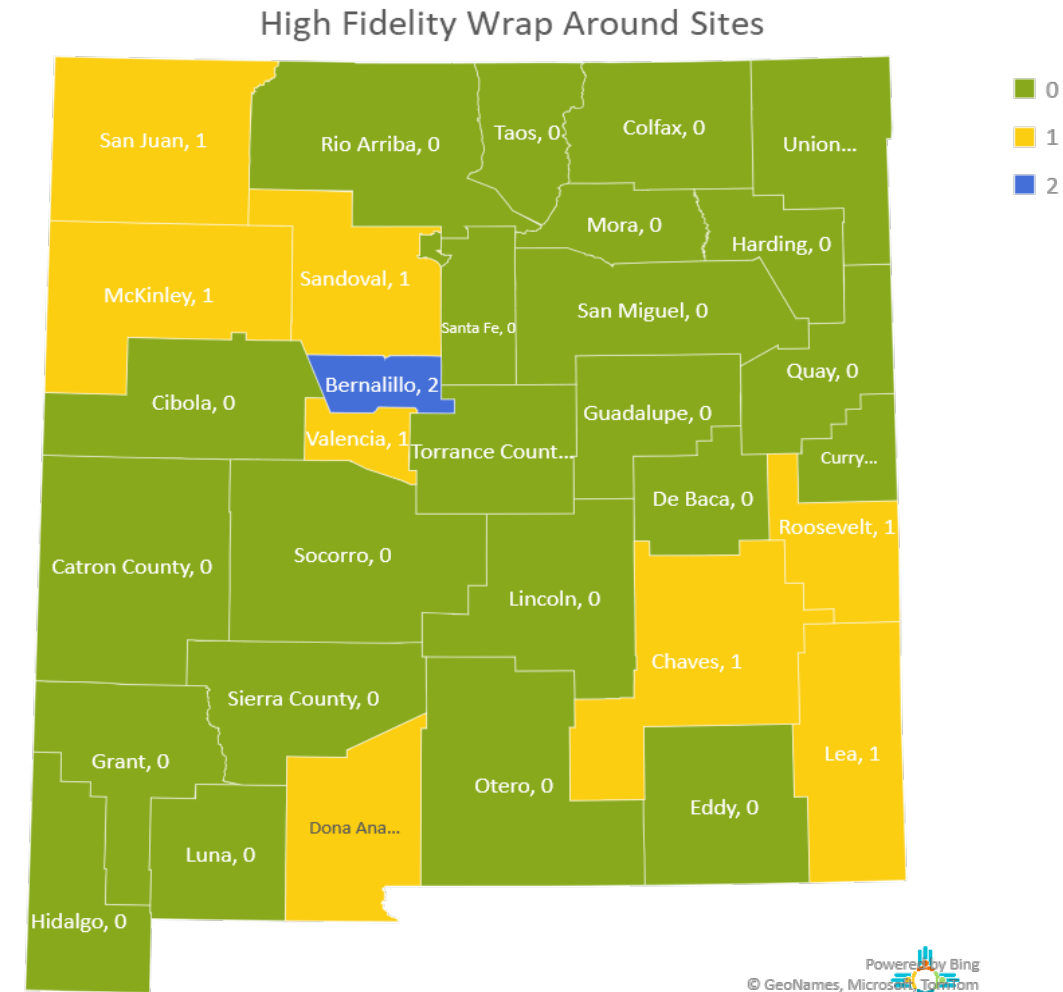 High Fidelity Wrap Around Sites
0
1
2
San Juan, 1
Rio Arriba, 0
Taos, 0
Colfax, 0
Union...
Mora, 0
Harding, 0
McKinley, 1
Sandoval, 1
Santa Fe, 0
San Miguel, 0
Quay, 0
Cibola, 0
Bernalillo, 2
Valencia, 1
Torrance Count...
Guadalupe, 0
Curry...
De Baca, 0
Roosevelt, 1
Catron County, 0
Socorro, 0
Lincoln, 0
Chaves, 1
Sierra County, 0
Grant, 0
Otero, 0
Lea, 1
Eddy, 0
Dona Ana...
Luna, 0
Hidalgo, 0
Powered by Bing
© GeoNames, Microsoft, TomTom